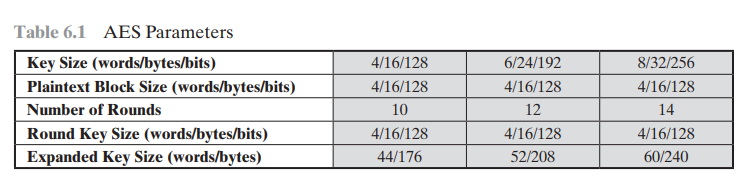 Table 6.1 AES Parameters
Key Size (words/bytes/bits) 4/16/128 6/24/192 8/32/256
Plaintext Block Size (words/bytes/bits) 4/16/128 4/16/128 4/16/128
Number of Rounds 10 12 14
Round Key Size (words/bytes/bits) 4/16/128 4/16/128 4/16/128
Expanded Key Size (words/bytes) 44/176 52/208 60/240